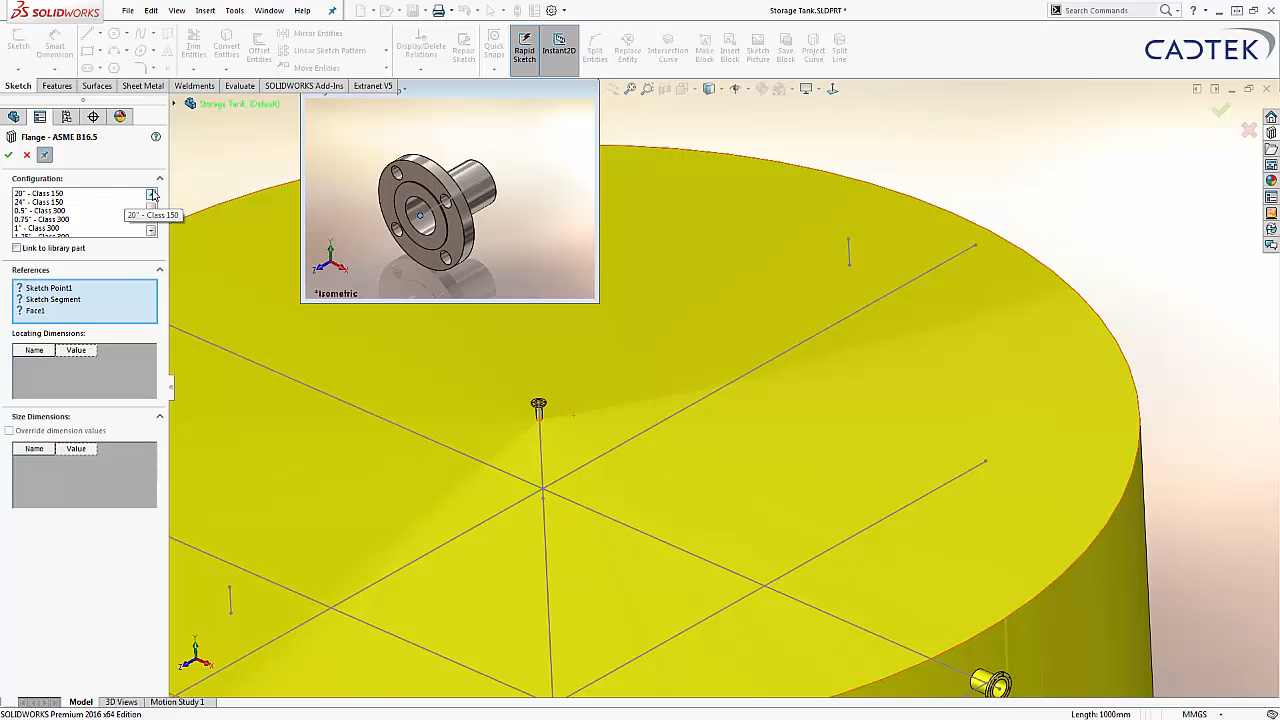 SOLIDWORKS File Edit View Insert Tools Window Help Storage Tank.SLDPRT * Search Commands
Sketch Smart Dimension Trim Entities Convert Entities Offset Entities Mirror Entities Linear Sketch Pattern Move Entities Display/Delete Relations Repair Sketch Quick Snaps Rapid Sketch Instant2D Split Entities Replace Entity Intersection Curve Make Block Insert Block Sketch Picture Project Curve Split Line
CADTEK
Sketch Features Surfaces Sheet Metal Weldments Evaluate SOLIDWORKS Add-Ins Extranet V5
Storage Tank. (Default)
Flange - ASME B16.5
Configuration:
20" - Class 150
24" - Class 150
0.5" - Class 300
0.75" - Class 300
1" - Class 300
20" - Class 150
Link to library part
References
Sketch Point1
Sketch Segment
Face1
Locating Dimensions:
Name Value
Size Dimensions:
Override dimension values
Name Value
*Isometric
Y
X
Z
Y
X
Z
Model 3D Views Motion Study 1
SOLIDWORKS Premium 2016 x64 Edition Length: 1000mm MMGS